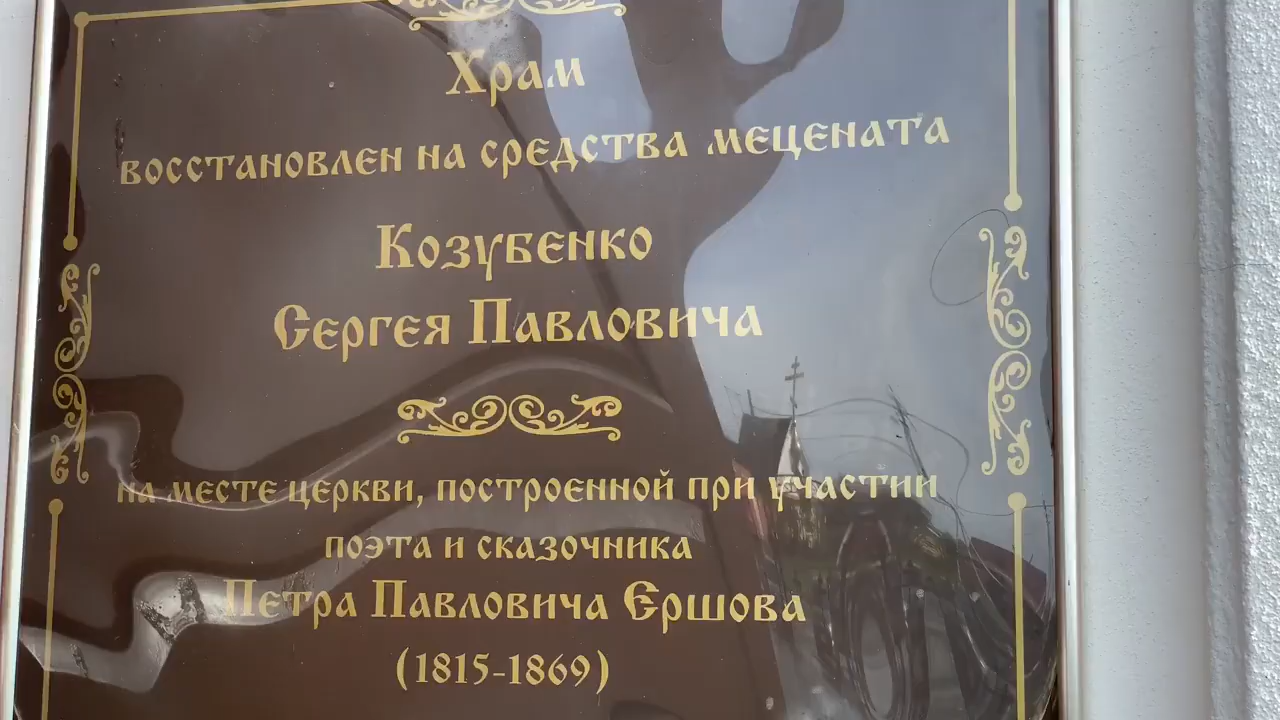 Храм
восстановлен на средства мецената
Козубенко
Сергея Павловича
на месте церкви, построенной при участии
поэта и сказочника
Петра Павловича Ершова
(1815-1869)